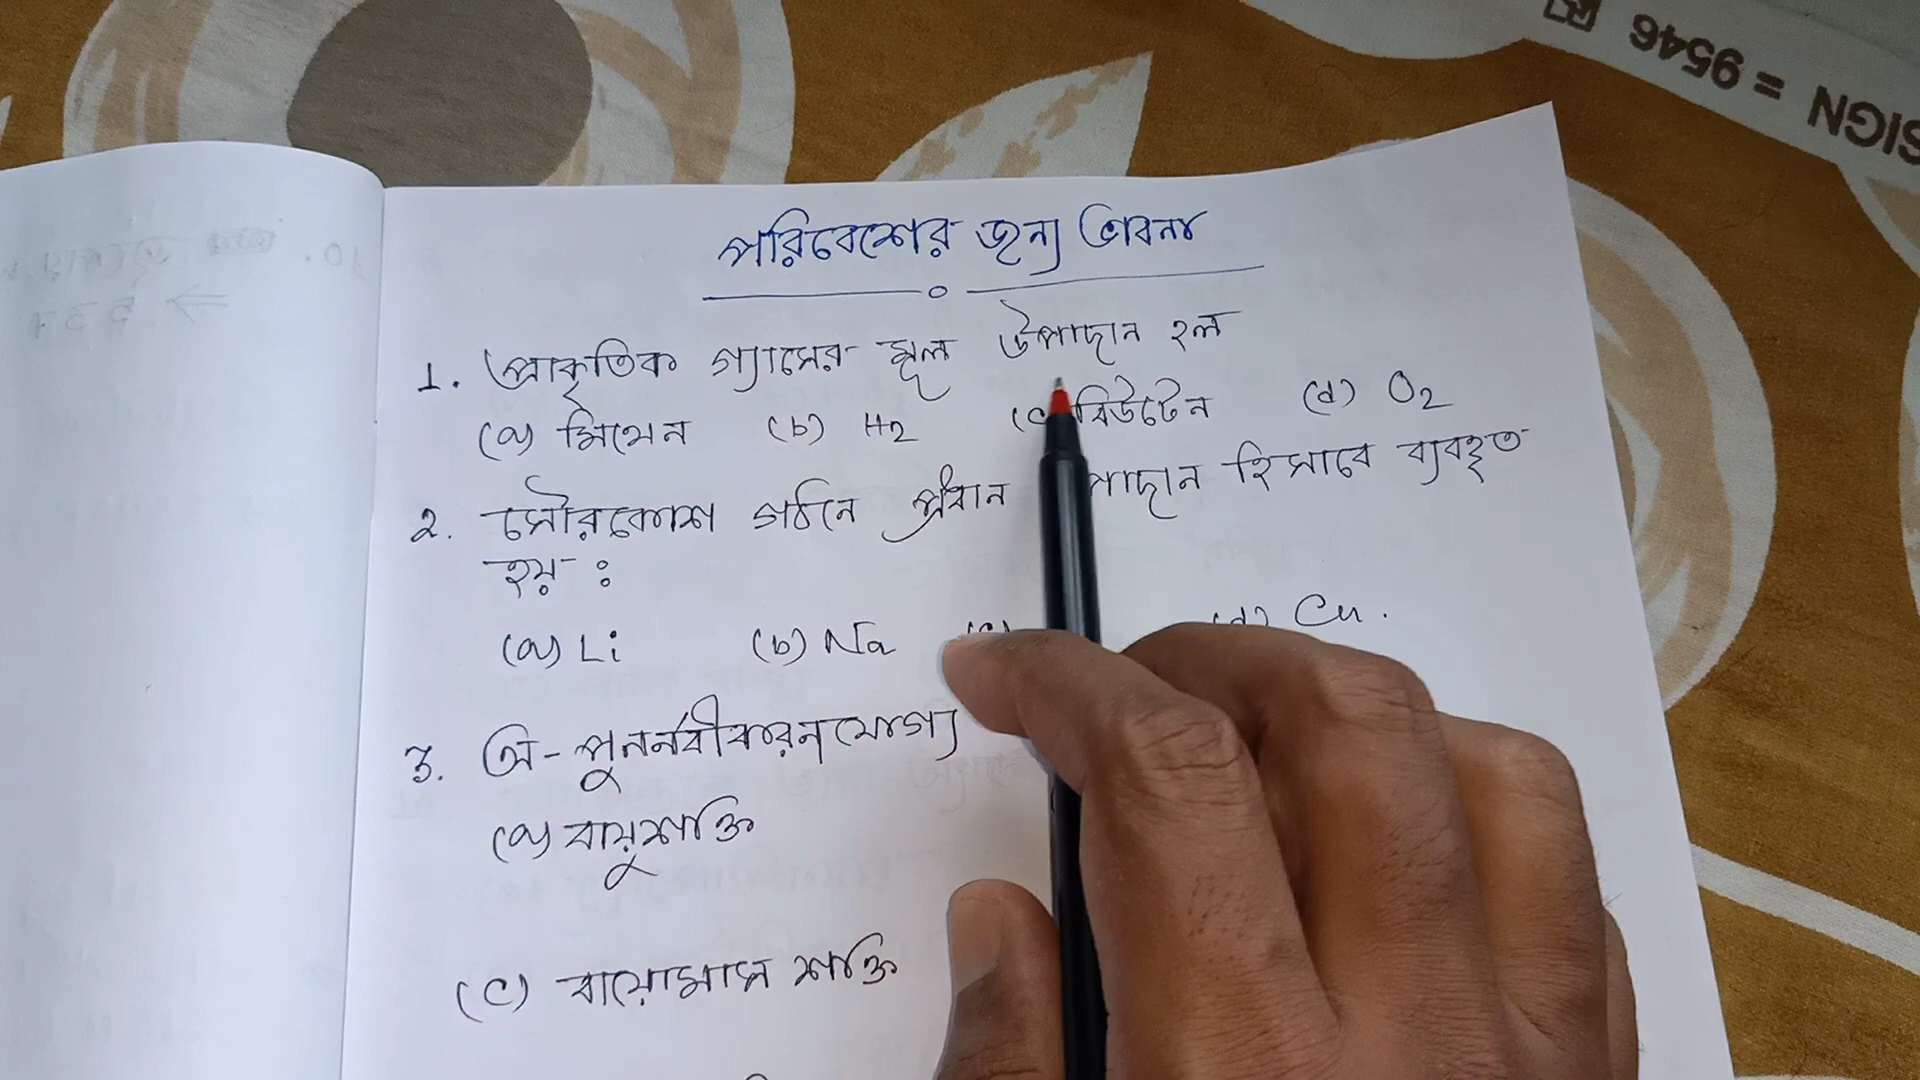 SIGN = 9546
পরিবেশের জন্য ভাবনা
1. প্রাকৃতিক গ্যাসের মূল উপাদান হল
(a) মিথেন (b) H2 (c) বিউটেন (d) O2
2. সৌরকোশ গঠনে প্রধান পাদান হিসাবে ব্যবহৃত
হয় :
(a) Li (b) Na (c) (d) Cu.
3. অ-পুনর্নবীকরনযোগ্য
(a) বায়ুশক্তি
(c) বায়োমাস শক্তি